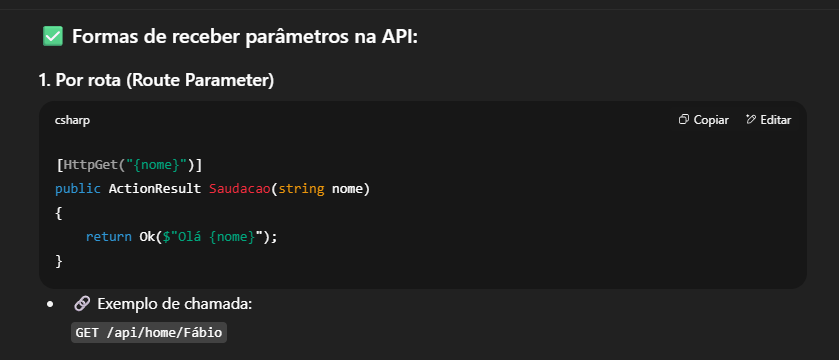 ✅ Formas de receber parâmetros na API:
1. Por rota (Route Parameter)
csharp Copiar Editar
[HttpGet("{nome}")]
public ActionResult Saudacao(string nome)
{
    return Ok($"Olá {nome}");
}
• 🔗 Exemplo de chamada:
GET /api/home/Fábio